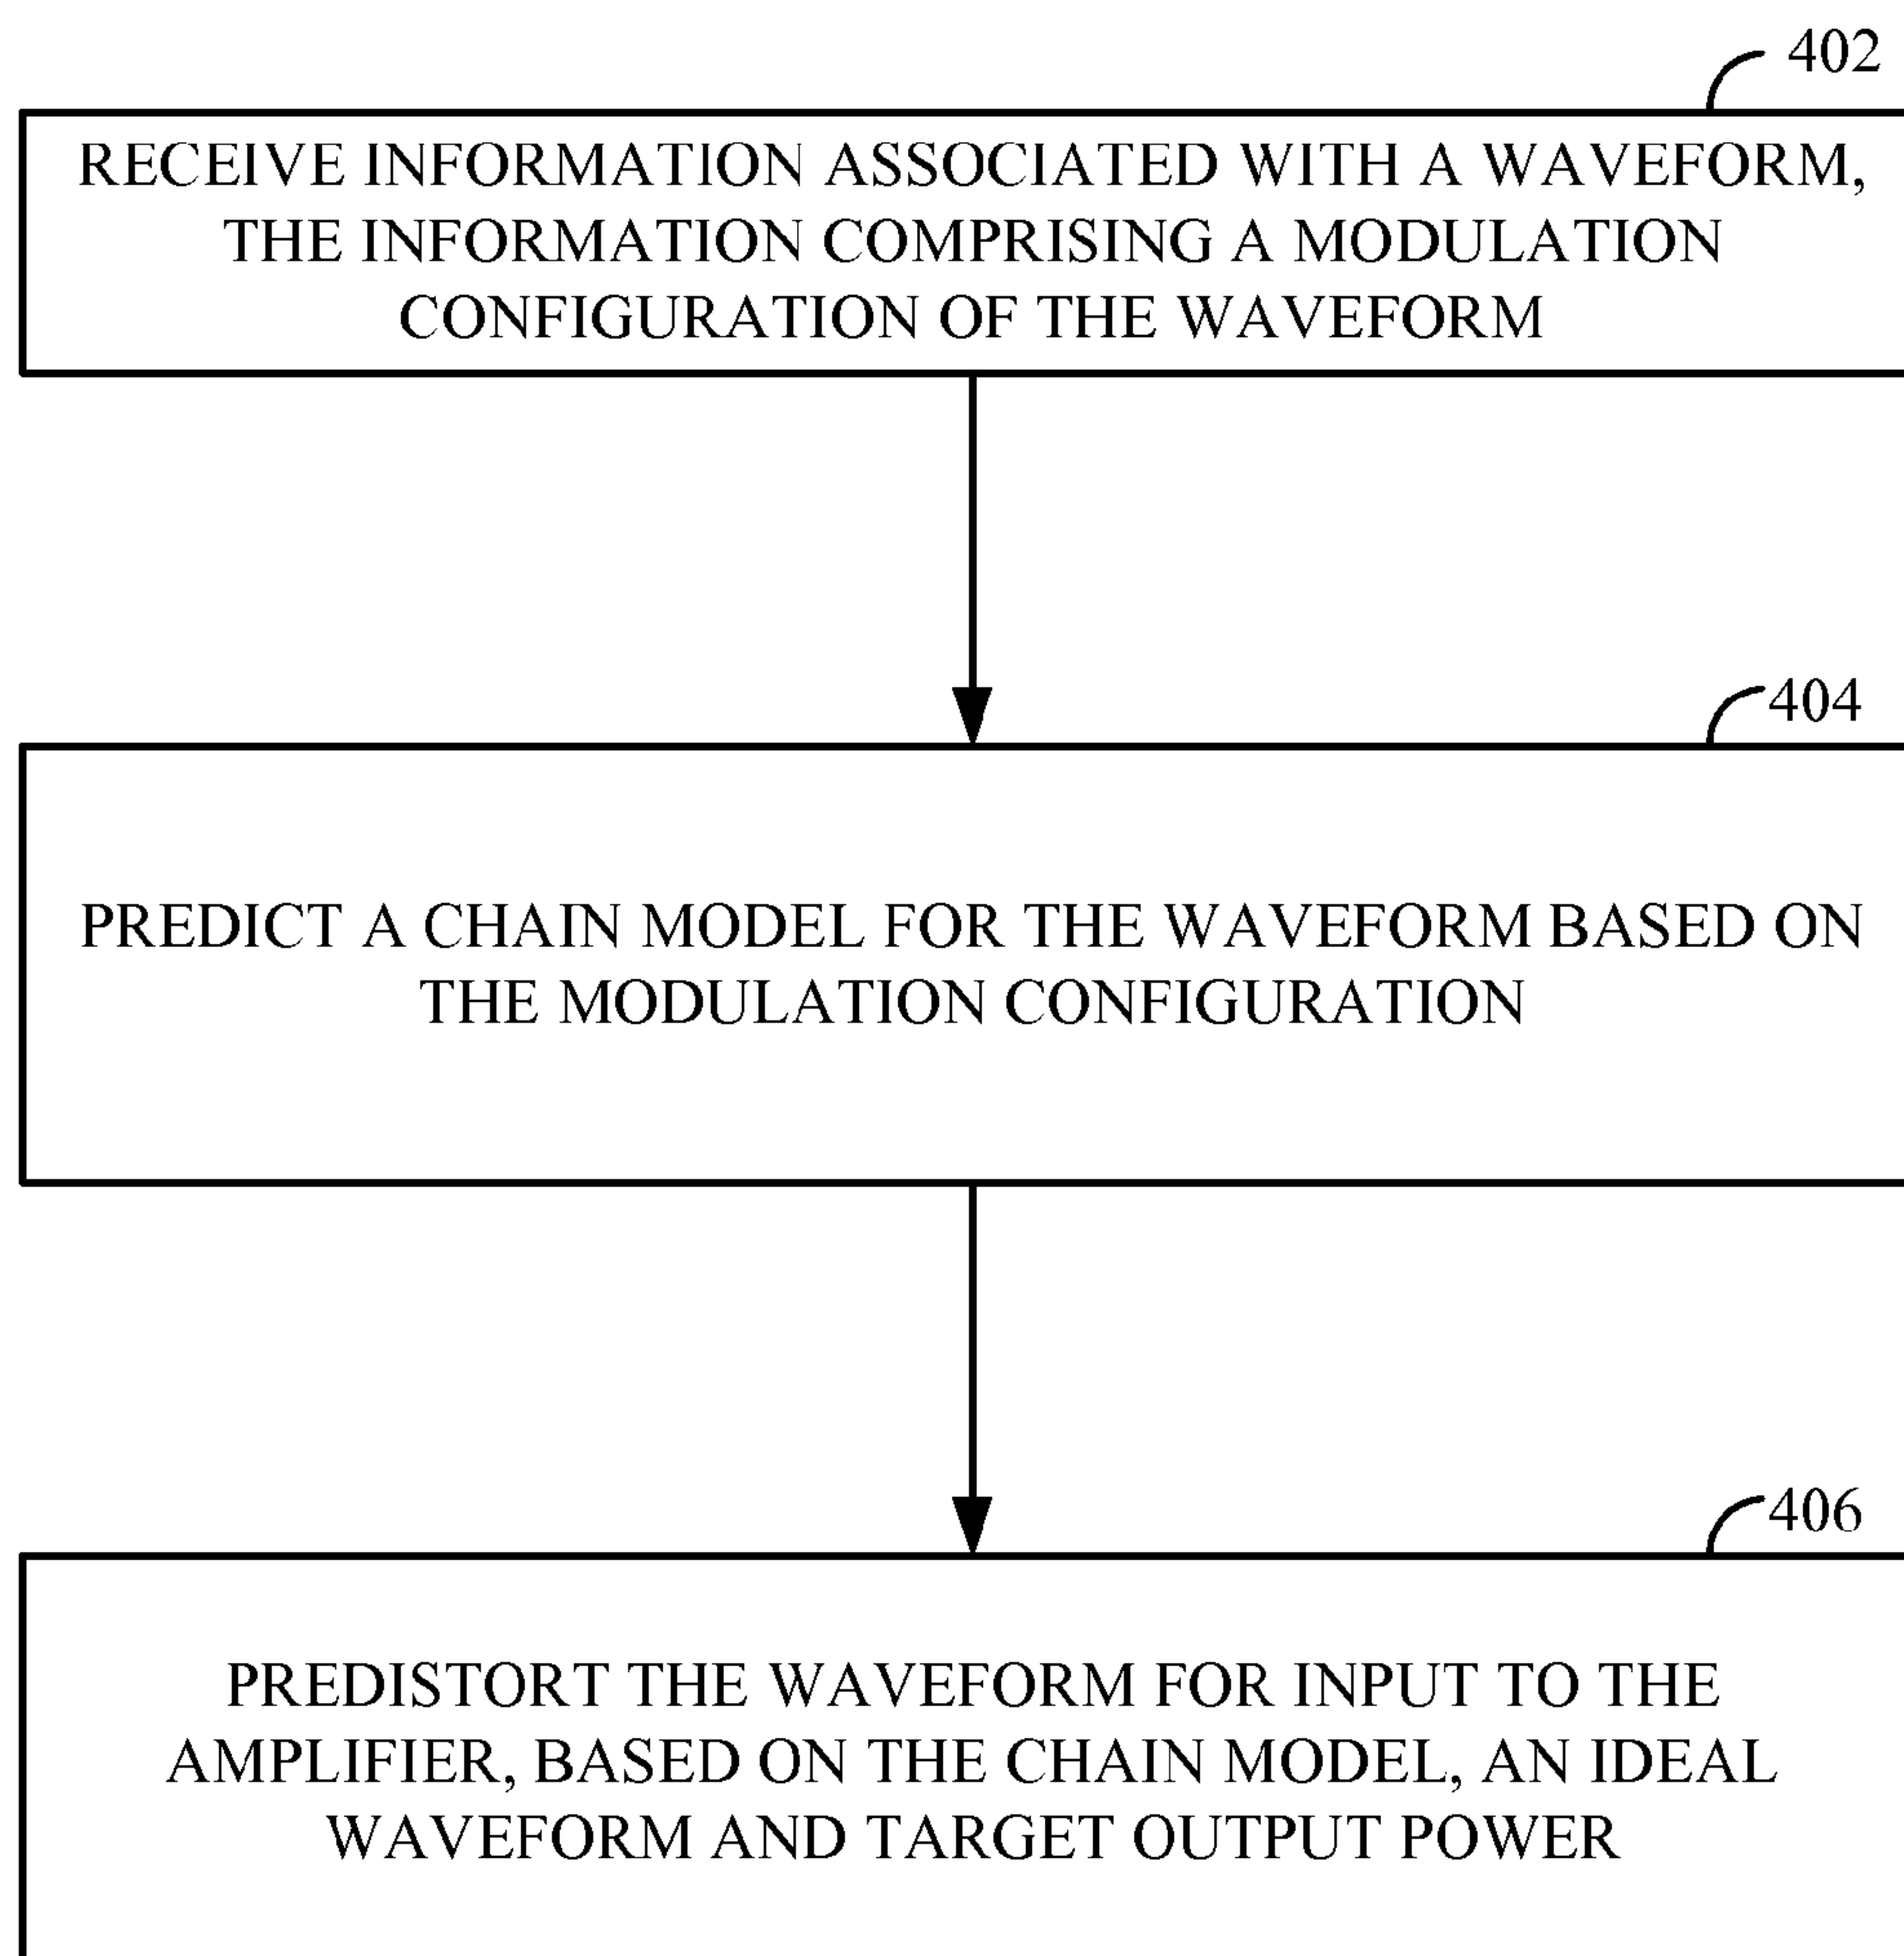 402
RECEIVE INFORMATION ASSOCIATED WITH A WAVEFORM,
THE INFORMATION COMPRISING A MODULATION
CONFIGURATION OF THE WAVEFORM
404
PREDICT A CHAIN MODEL FOR THE WAVEFORM BASED ON
THE MODULATION CONFIGURATION
406
PREDISTORT THE WAVEFORM FOR INPUT TO THE
AMPLIFIER, BASED ON THE CHAIN MODEL, AN IDEAL
WAVEFORM AND TARGET OUTPUT POWER